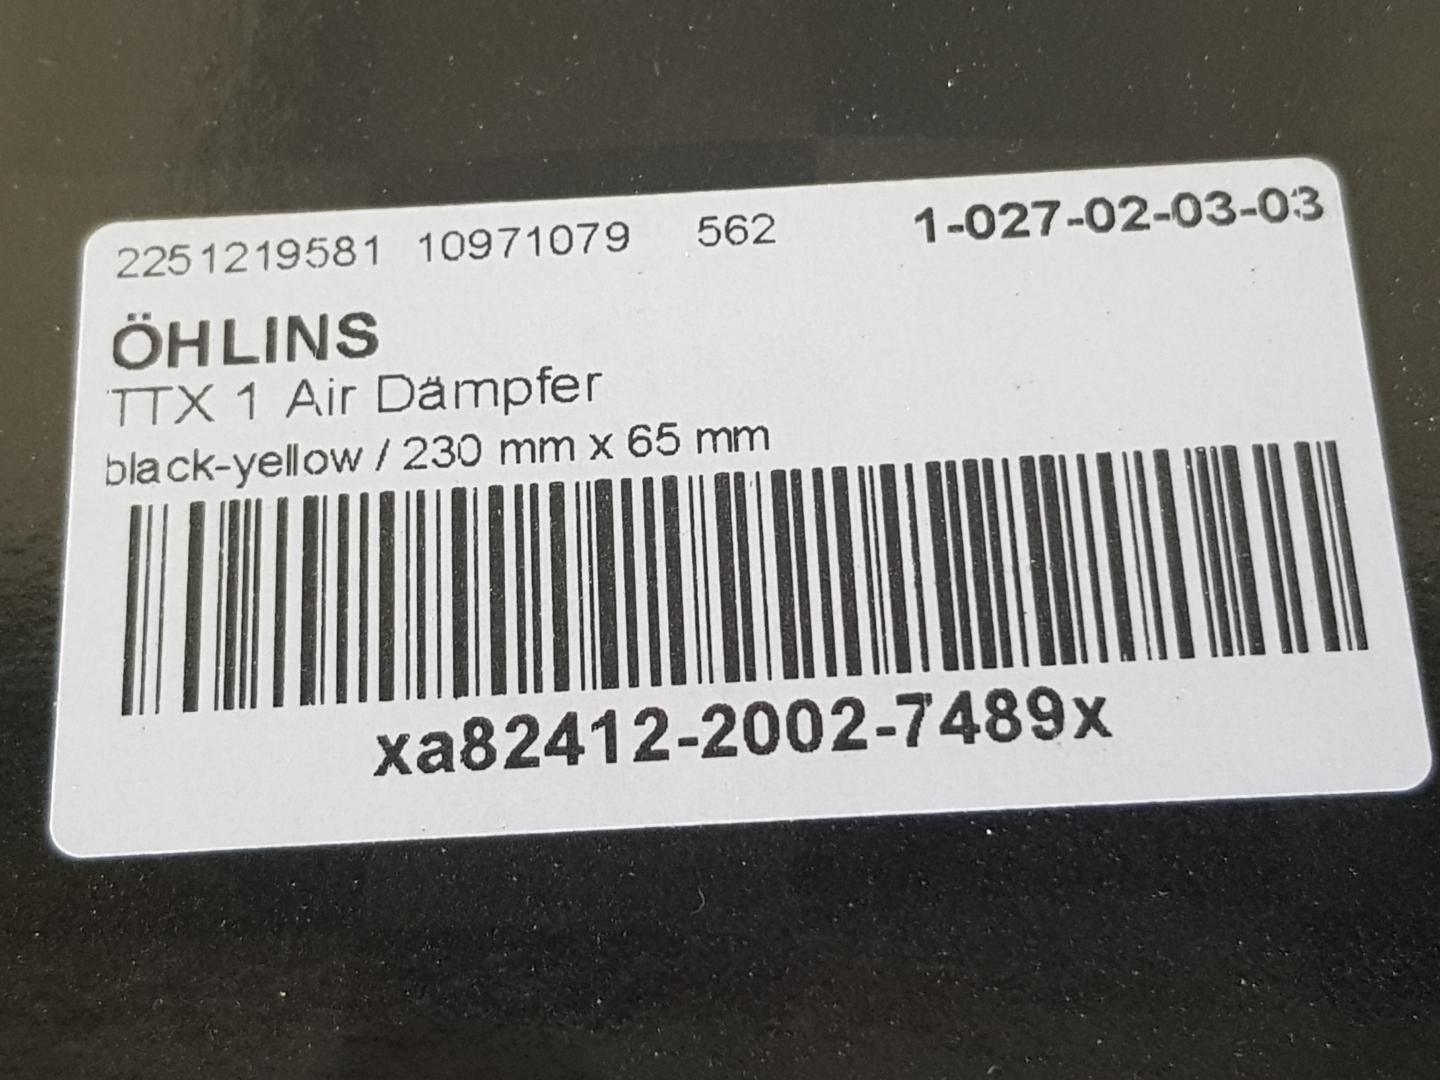 2251219581 10971079 562 1-027-02-03-03
ÖHLINS
TTX 1 Air Dämpfer
black-yellow / 230 mm x 65 mm
xa82412-2002-7489x